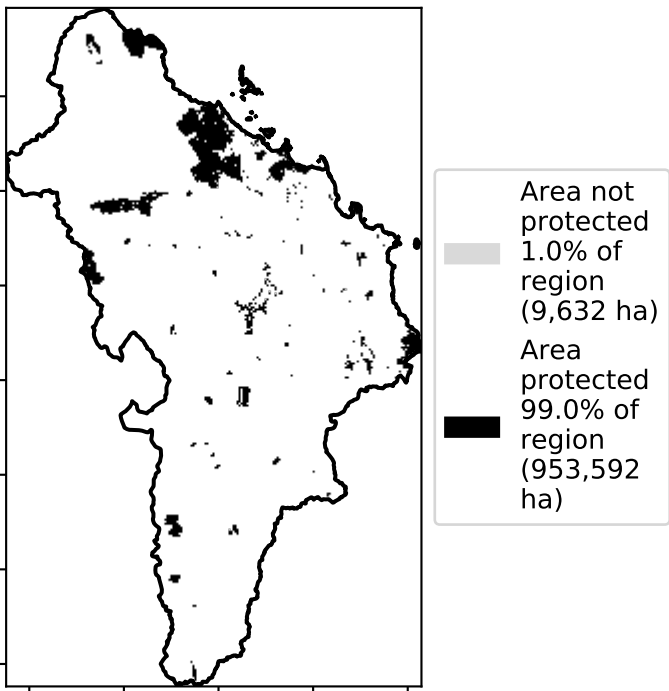 Area not
protected
1.0% of
region
(9,632 ha)
Area
protected
99.0% of
region
(953,592
ha)